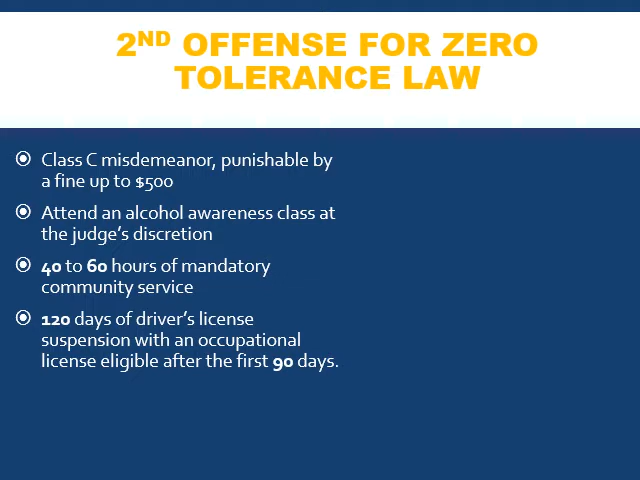 2ND OFFENSE FOR ZERO
TOLERANCE LAW
Class C misdemeanor, punishable by
a fine up to $500
Attend an alcohol awareness class at
the judge's discretion
40 to 60 hours of mandatory
community service
120 days of driver's license
suspension with an occupational
license eligible after the first 90 days.